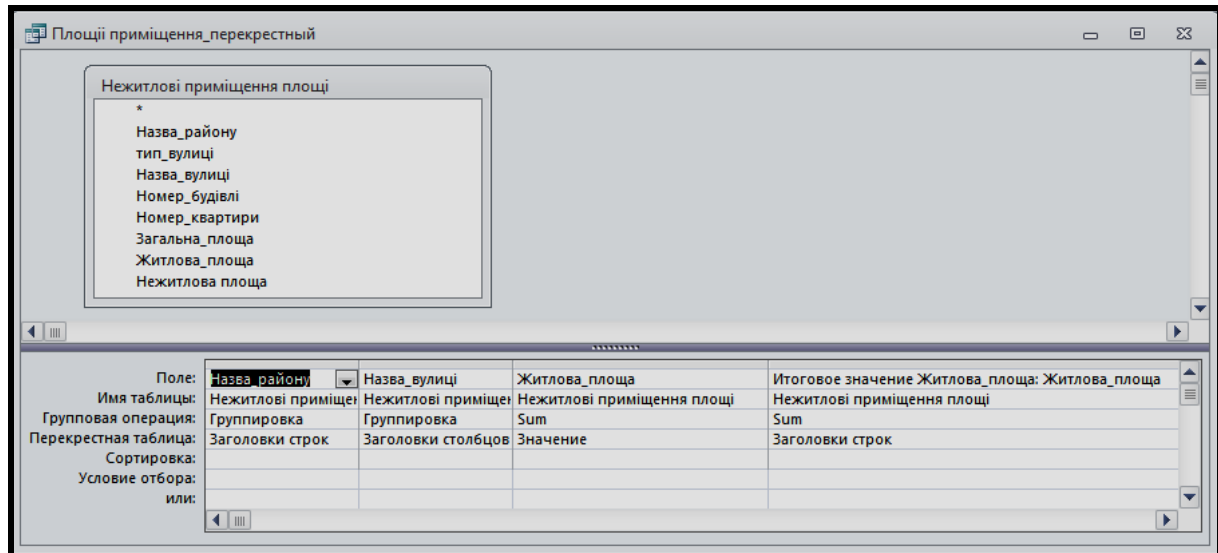 Площіі приміщення_перекрестный
Нежитлові приміщення площі
*
Назва_району
тип_вулиці
Назва_вулиці
Номер_будівлі
Номер_квартири
Загальна_площа
Житлова_площа
Нежитлова площа
Поле: Назва_району Назва_вулиці Житлова_площа Итоговое значение Житлова_площа: Житлова_площа
Имя таблицы: Нежитлові приміщен Нежитлові приміщен Нежитлові приміщення площі Нежитлові приміщення площі
Групповая операция: Группировка Группировка Sum Sum
Перекрестная таблица: Заголовки строк Заголовки столбцов Значение Заголовки строк
Сортировка:
Условие отбора:
или: